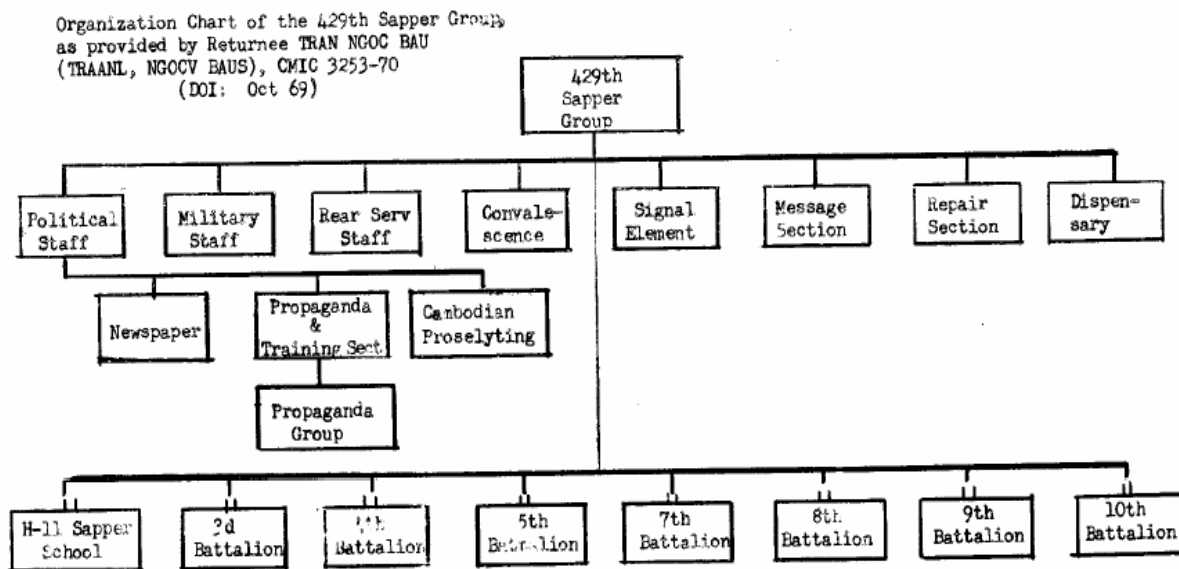 Organization Chart of the 429th Sapper Group,
as provided by Returnee TRAN NGOC BAU
(TRAANL, NGOCV BAUS), CMIC 3253-70
(DOI: Oct 69)
429th
Sapper
Group
Political
Staff
Military
Staff
Rear Serv
Staff
Convale-
scence
Signal
Element
Message
Section
Repair
Section
Dispen-
sary
Newspaper
Propaganda
&
Training Sect.
Cambodian
Proselyting
Propaganda
Group
H-11 Sapper
School
3d
Battalion
4th
Battalion
5th
Battalion
7th
Battalion
8th
Battalion
9th
Battalion
10th
Battalion